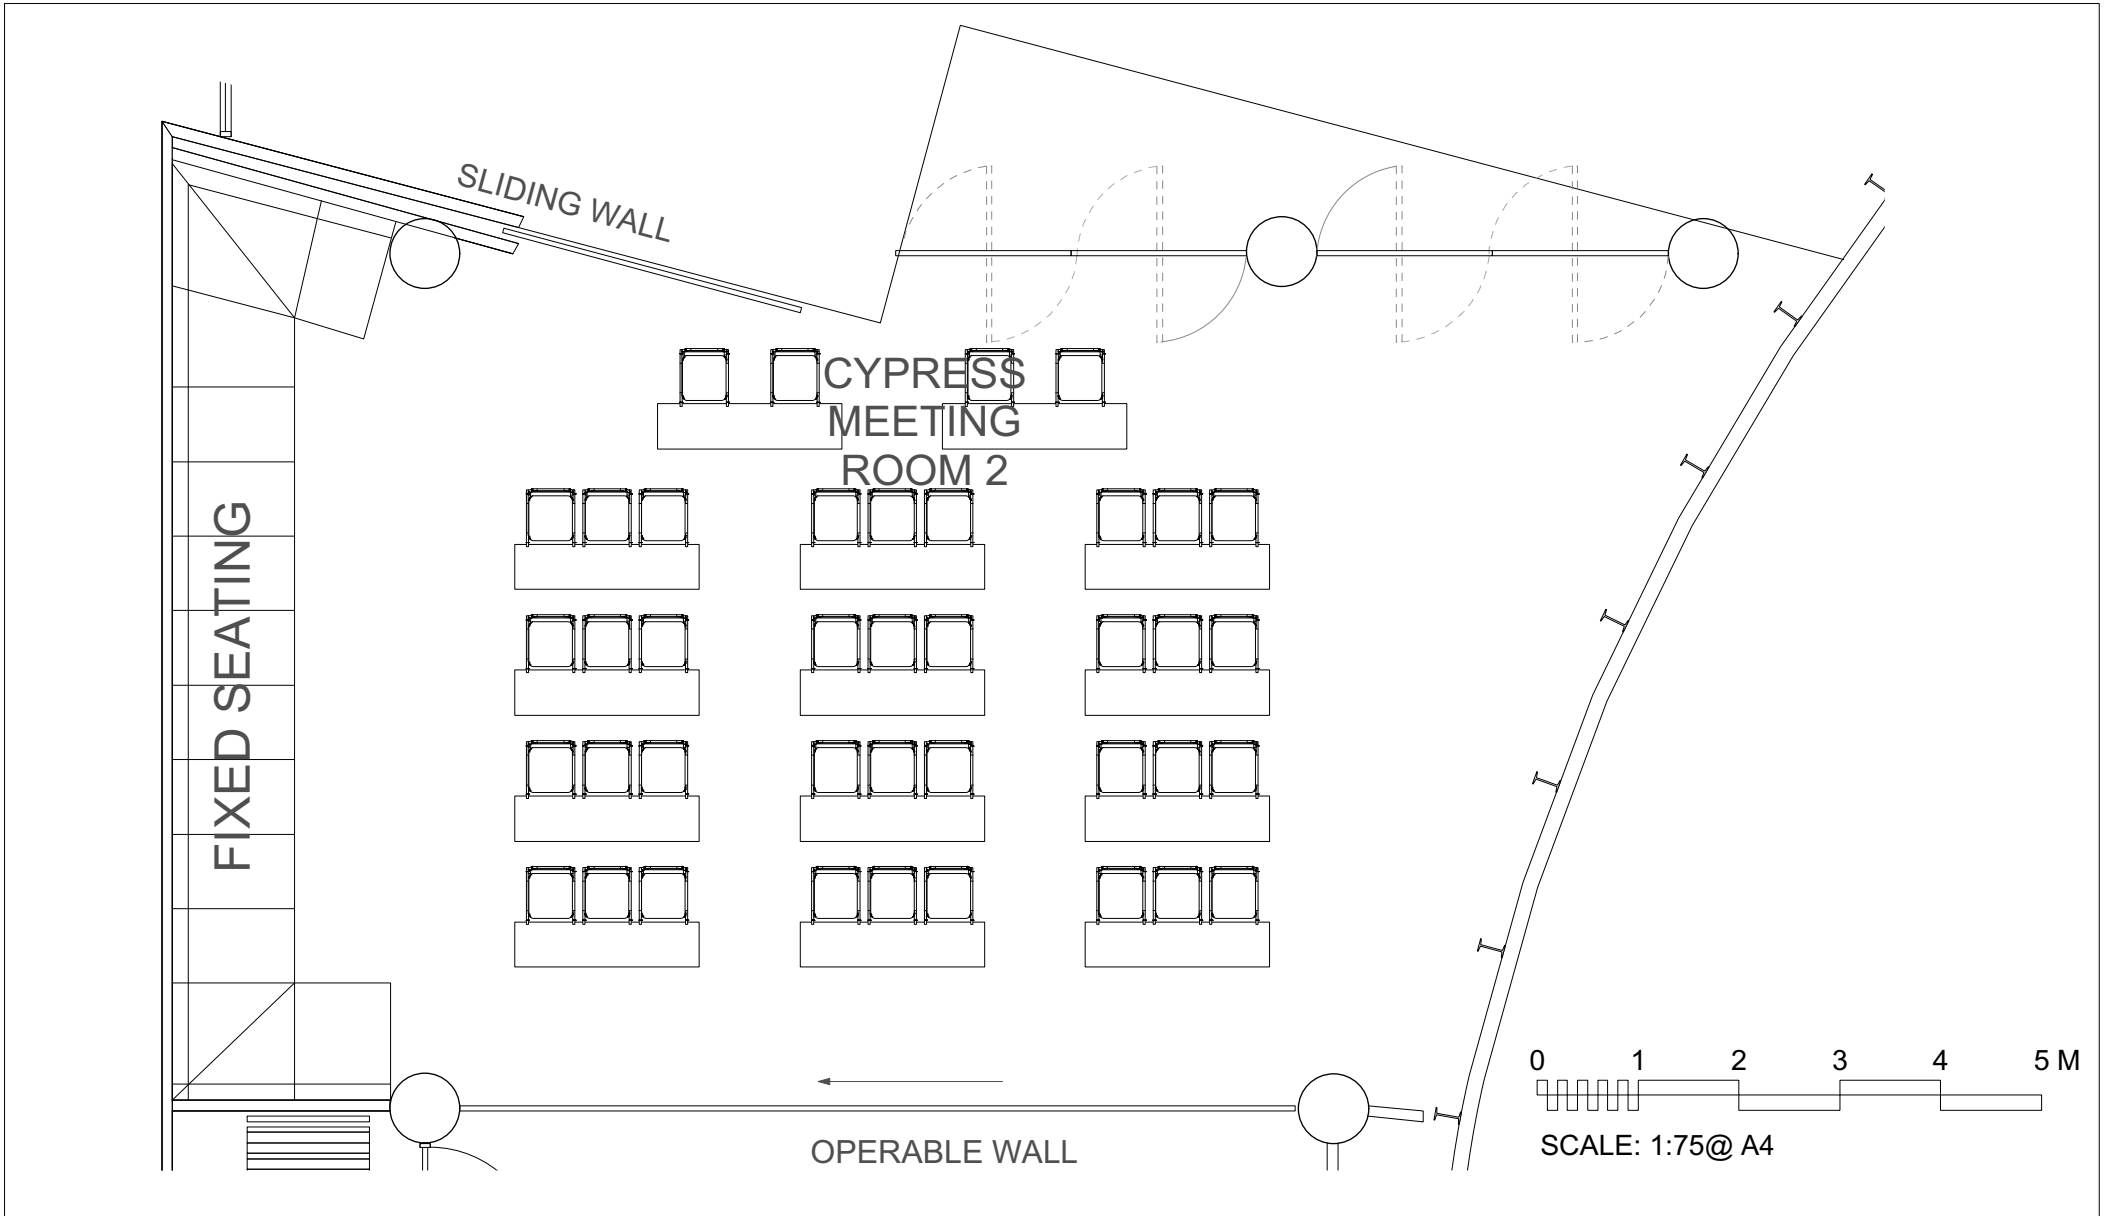 SLIDING WALL
CYPRESS
MEETING
ROOM 2
FIXED SEATING
0 1 2 3 4 5 M
SCALE: 1:75@ A4
OPERABLE WALL